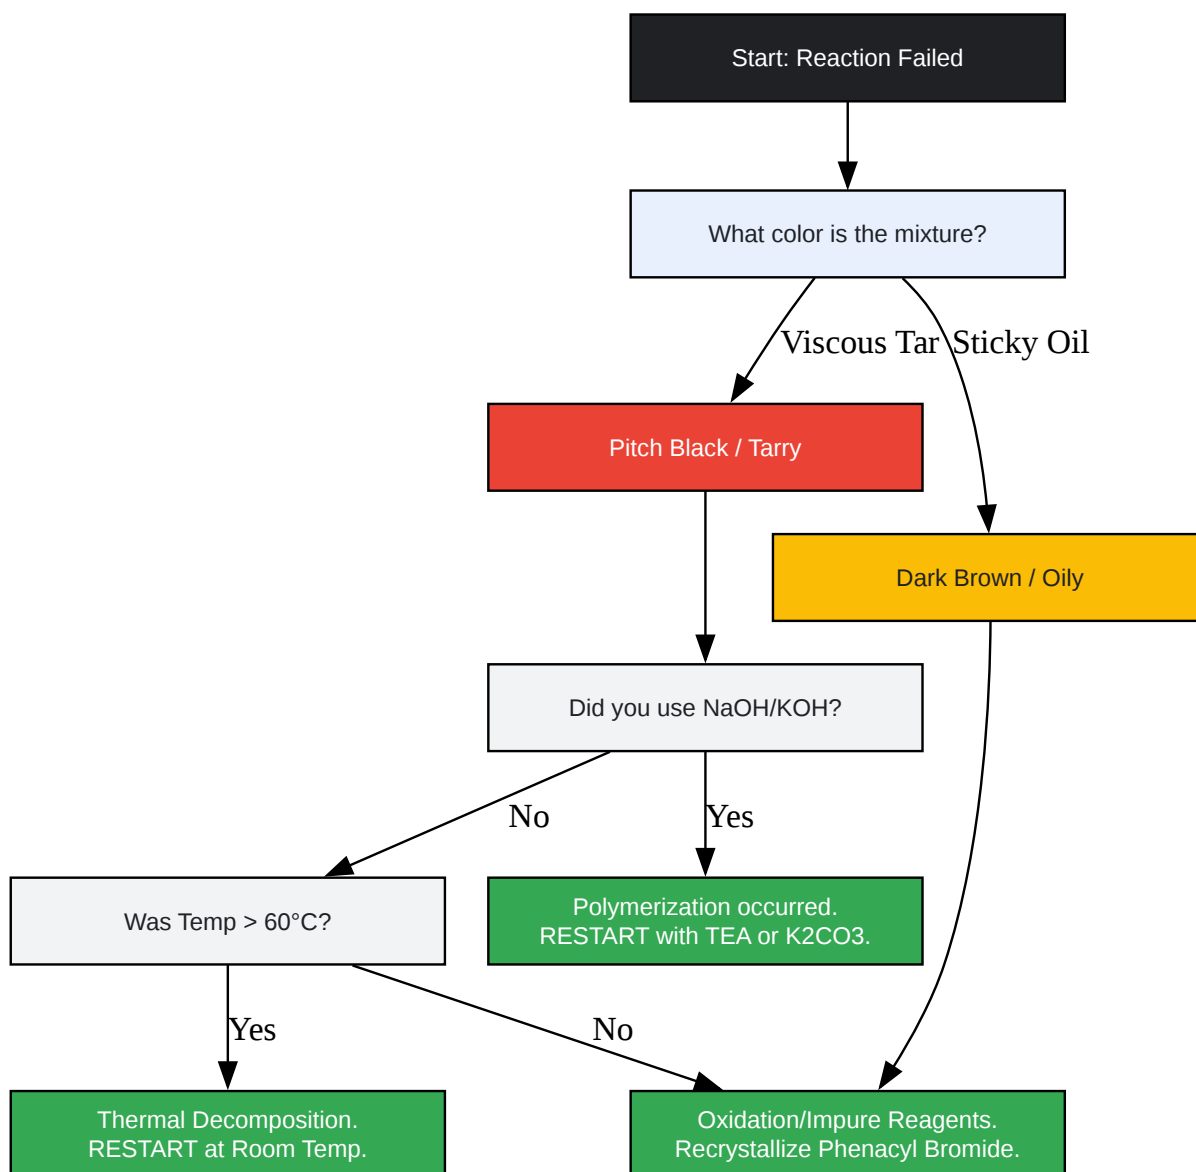 Start: Reaction Failed
What color is the mixture?
Viscous Tar
Sticky Oil
Pitch Black / Tarry
Dark Brown / Oily
Did you use NaOH/KOH?
No
Yes
Was Temp > 60°C?
Polymerization occurred.
RESTART with TEA or K2CO3.
Yes
No
Thermal Decomposition.
RESTART at Room Temp.
Oxidation/Impure Reagents.
Recrystallize Phenacyl Bromide.